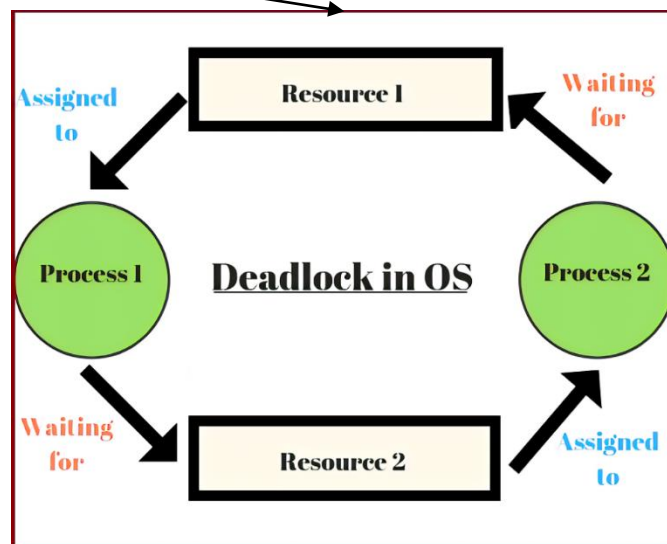 Resource 1
Assigned
to
Waiting
for
Process 1
Deadlock in OS
Process 2
Waiting
for
Resource 2
Assigned
to